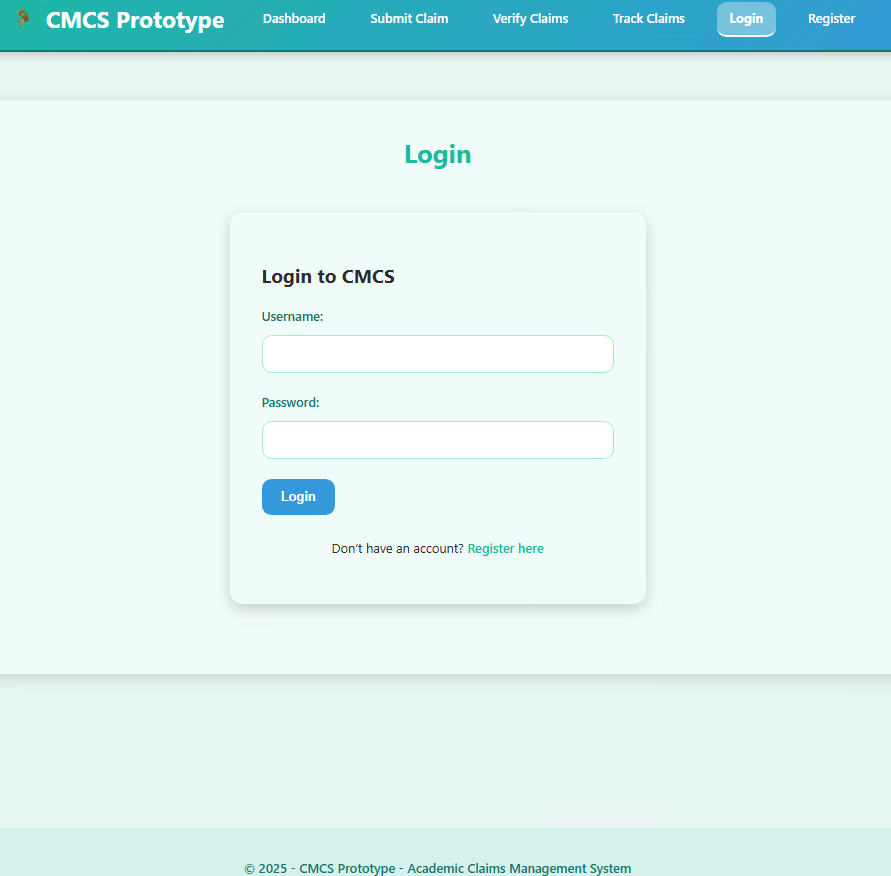 CMCS Prototype Dashboard Submit Claim Verify Claims Track Claims Login Register
Login
Login to CMCS
Username:
Password:
Login
Don't have an account? Register here
© 2025 - CMCS Prototype - Academic Claims Management System